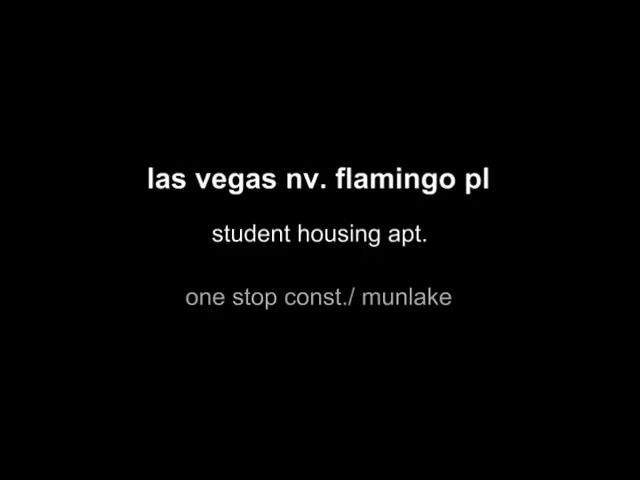 las vegas nv. flamingo pl
student housing apt.
one stop const./ munlake